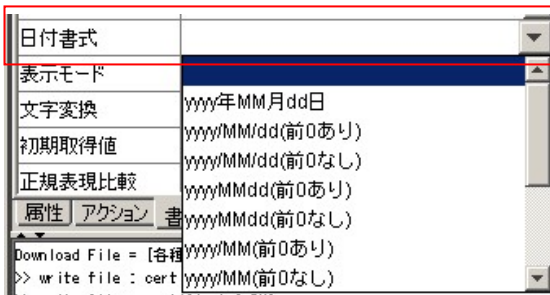 日付書式
表示モード
yyyy年MM月dd日
文字変換
yyyy/MM/dd(前0あり)
初期取得値
yyyy/MM/dd(前0なし)
正規表現比較
yyyyMMdd(前0あり)
属性 アクション 書
yyyyMMdd(前0なし)
Download File = [各種
yyyy/MM(前0あり)
>> write file : cert
yyyy/MM(前0なし)